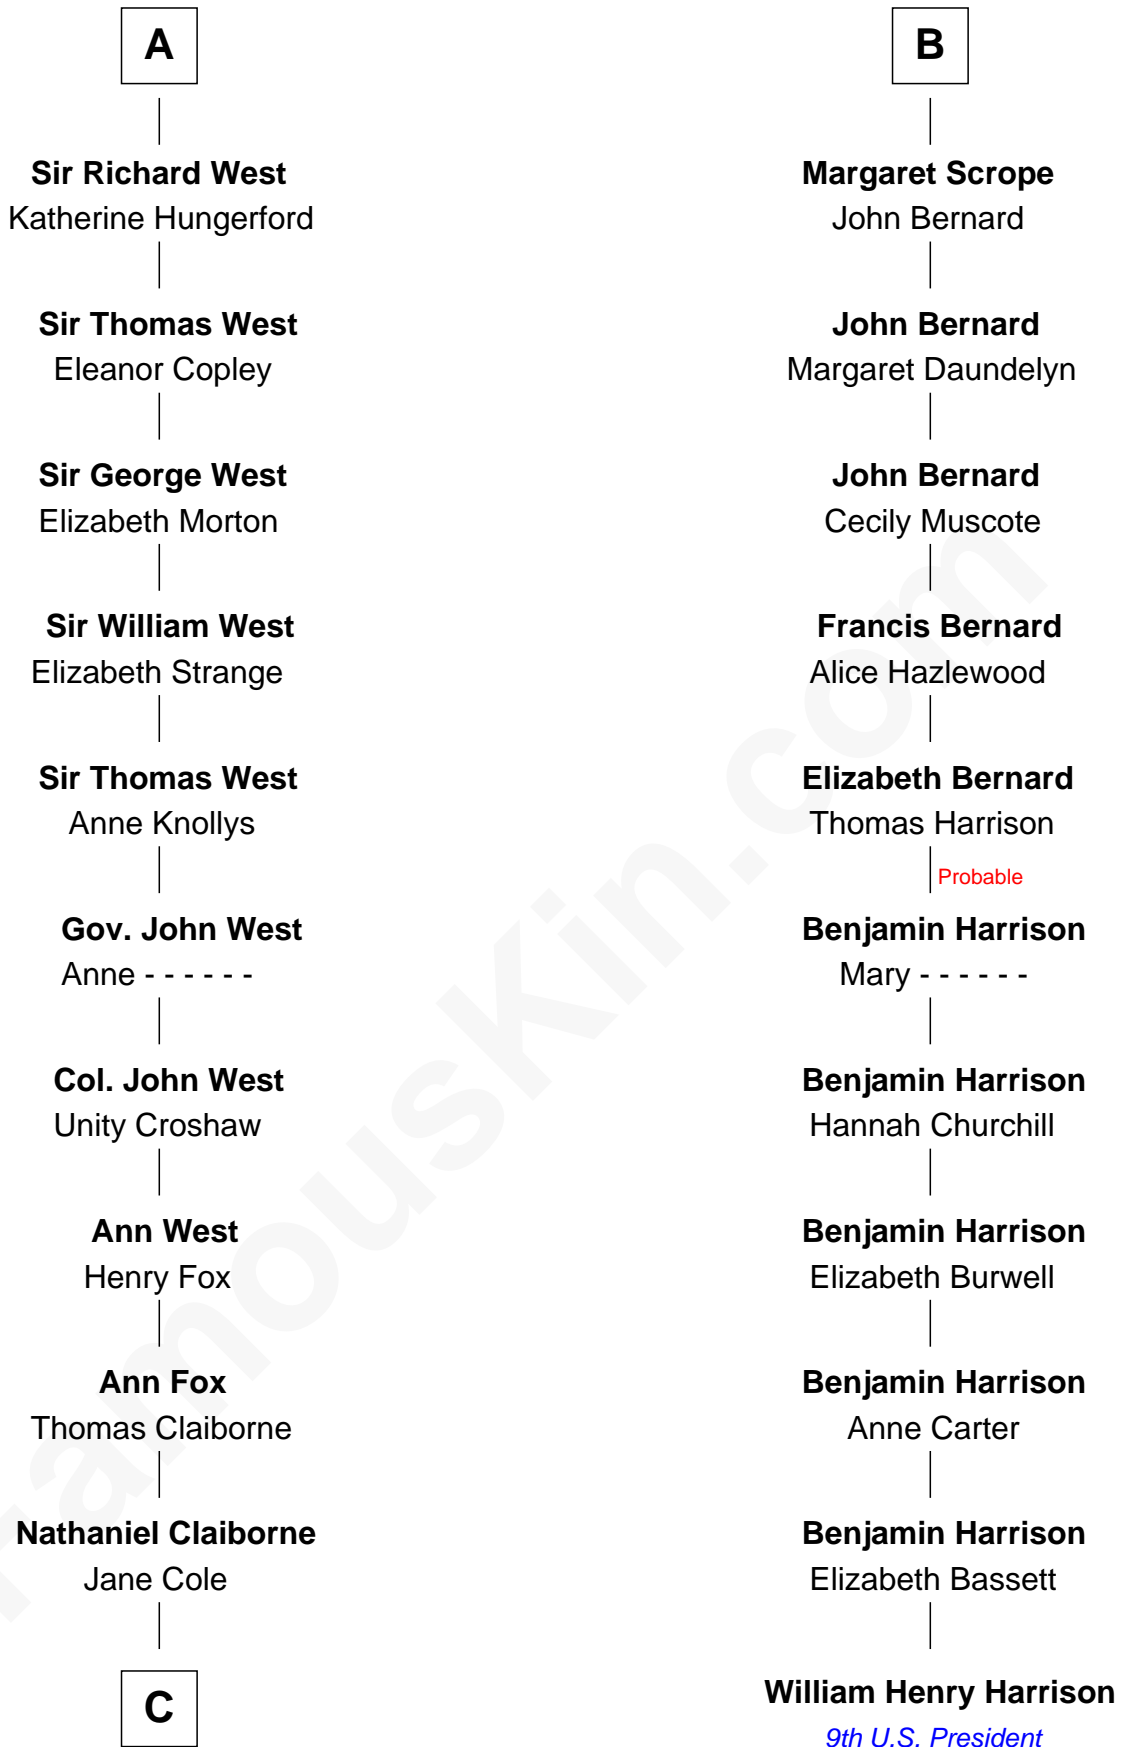 A
Sir Richard West
Katherine Hungerford
Sir Thomas West
Eleanor Copley
Sir George West
Elizabeth Morton
Sir William West
Elizabeth Strange
Sir Thomas West
Anne Knollys
Gov. John West
Anne - - - - - -
Col. John West
Unity Croshaw
Ann West
Henry Fox
Ann Fox
Thomas Claiborne
Nathaniel Claiborne
Jane Cole
C
B
Margaret Scrope
John Bernard
John Bernard
Margaret Daundelyn
John Bernard
Cecily Muscote
Francis Bernard
Alice Hazlewood
Elizabeth Bernard
Thomas Harrison
Probable
Benjamin Harrison
Mary - - - - - -
Benjamin Harrison
Hannah Churchill
Benjamin Harrison
Elizabeth Burwell
Benjamin Harrison
Anne Carter
Benjamin Harrison
Elizabeth Bassett
William Henry Harrison
9th U.S. President
FamousKin.com